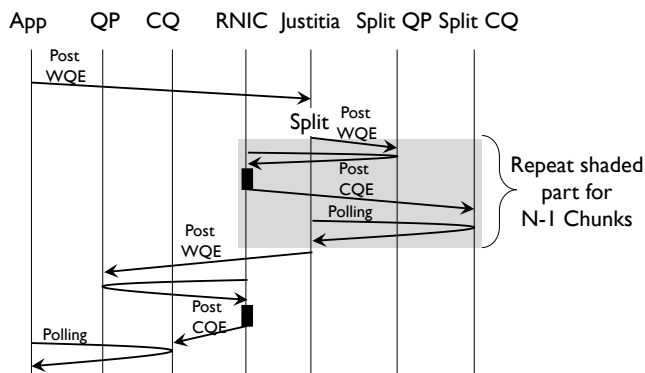 App QP CQ RNIC Justitia Split QP Split CQ
Post
WQE
Split
Post
WQE
Post
CQE
Polling
Repeat shaded
part for
N-1 Chunks
Post
WQE
Post
CQE
Polling